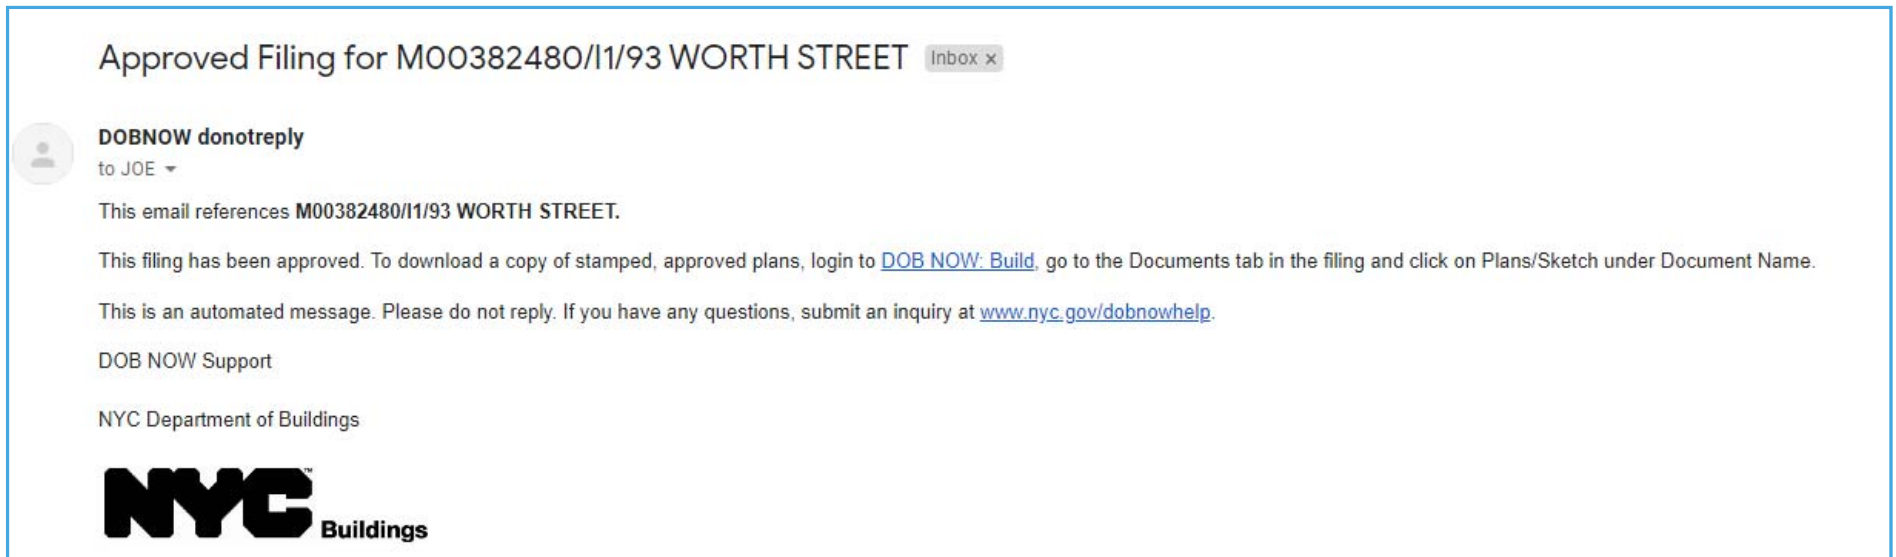 Approved Filing for M00382480/I1/93 WORTH STREET Inbox x
DOBNOW donotreply
to JOE
This email references M00382480/I1/93 WORTH STREET.
This filing has been approved. To download a copy of stamped, approved plans, login to DOB NOW: Build, go to the Documents tab in the filing and click on Plans/Sketch under Document Name.
This is an automated message. Please do not reply. If you have any questions, submit an inquiry at www.nyc.gov/dobnowhelp.
DOB NOW Support
NYC Department of Buildings
NYC™ Buildings